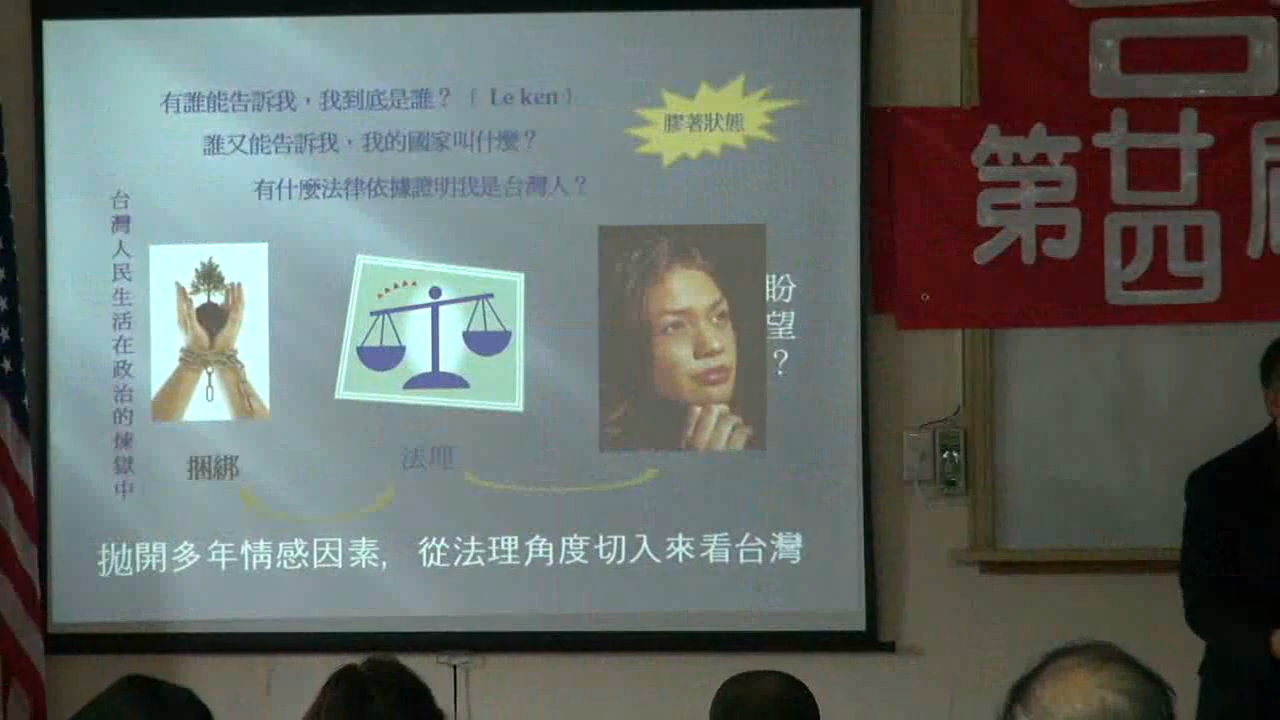 有誰能告訴我，我到底是誰？（ Le ken ）
誰又能告訴我，我的國家叫什麼？
有什麼法律依據證明我是台灣人？
膠著狀態
台灣人民生活在政治的煉獄中
盼望？
捆綁
法理
拋開多年情感因素, 從法理角度切入來看台灣
第廿四屆